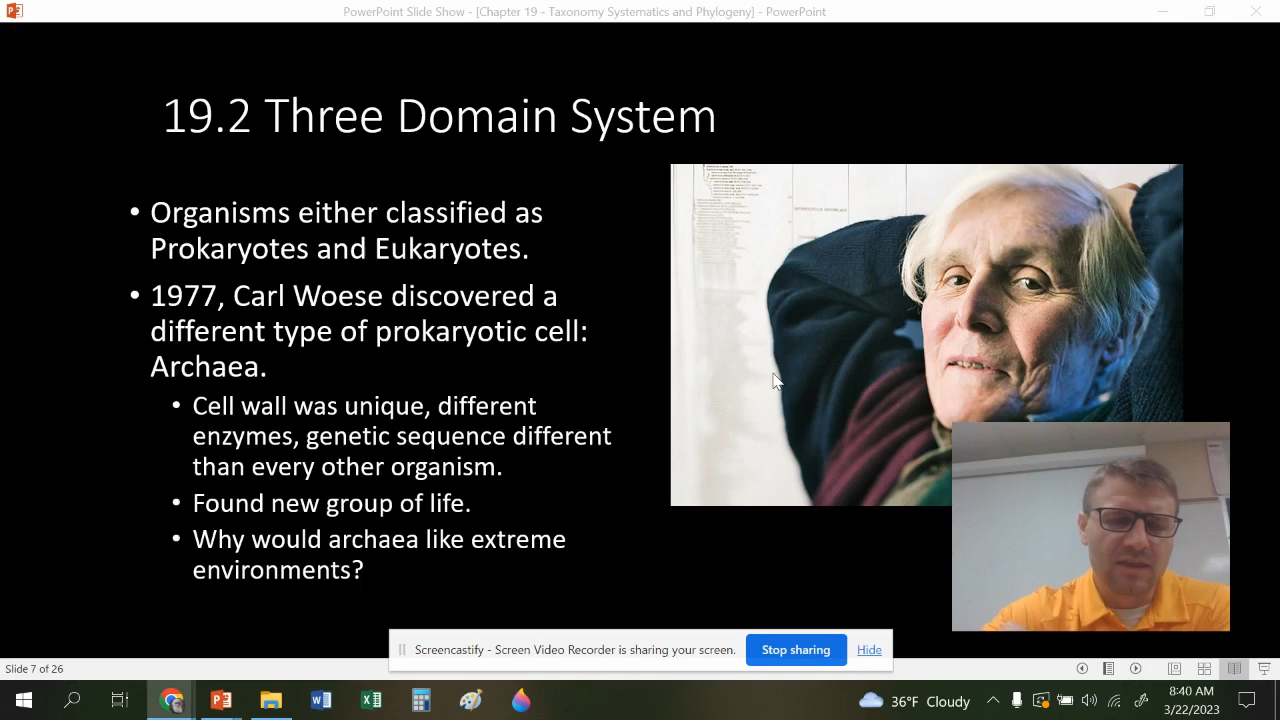 PowerPoint Slide Show - [Chapter 19 - Taxonomy Systematics and Phylogeny] - PowerPoint
19.2 Three Domain System
• Organisms either classified as
Prokaryotes and Eukaryotes.
• 1977, Carl Woese discovered a
different type of prokaryotic cell:
Archaea.
• Cell wall was unique, different
enzymes, genetic sequence different
than every other organism.
• Found new group of life.
• Why would archaea like extreme
environments?
Screencastify - Screen Video Recorder is sharing your screen.
Stop sharing
Hide
Slide 7 of 26
36°F Cloudy
8:40 AM
3/22/2023